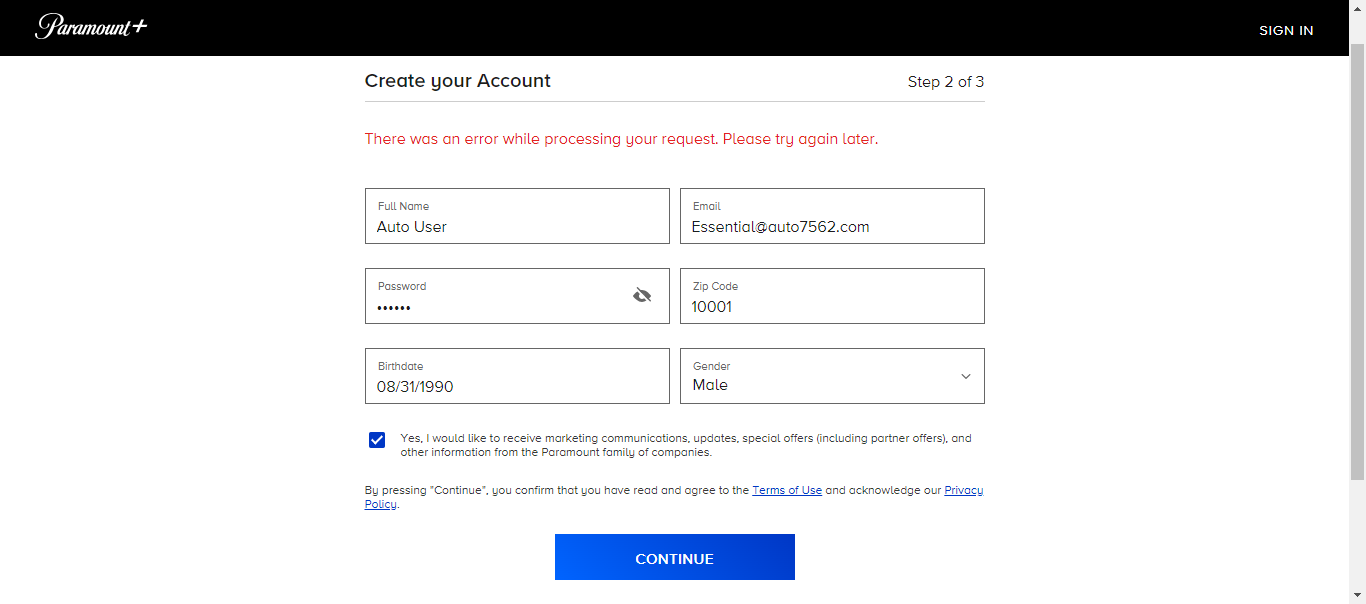 Paramount+
SIGN IN
Create your Account
Step 2 of 3
There was an error while processing your request. Please try again later.
Full Name
Auto User
Email
Essential@auto7562.com
Password
••••••
Zip Code
10001
Birthdate
08/31/1990
Gender
Male
Yes, I would like to receive marketing communications, updates, special offers (including partner offers), and
other information from the Paramount family of companies.
By pressing "Continue", you confirm that you have read and agree to the Terms of Use and acknowledge our Privacy
Policy.
CONTINUE